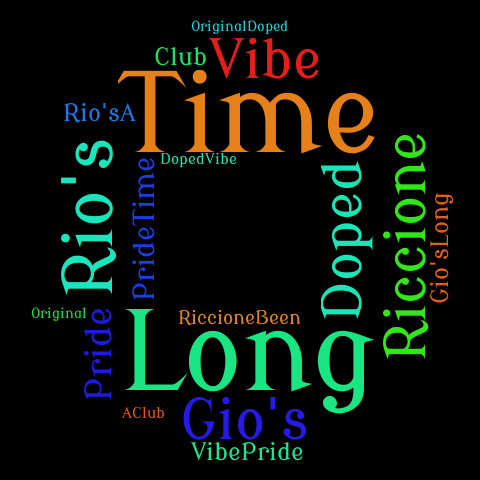 OriginalDoped
Club
Vibe
Time
Rio'sA
DopedVibe
Rio's
PrideTime
Doped
Riccione
Gio'sLong
Original
Pride
RiccioneBeen
Long
AClub
Gio's
VibePride